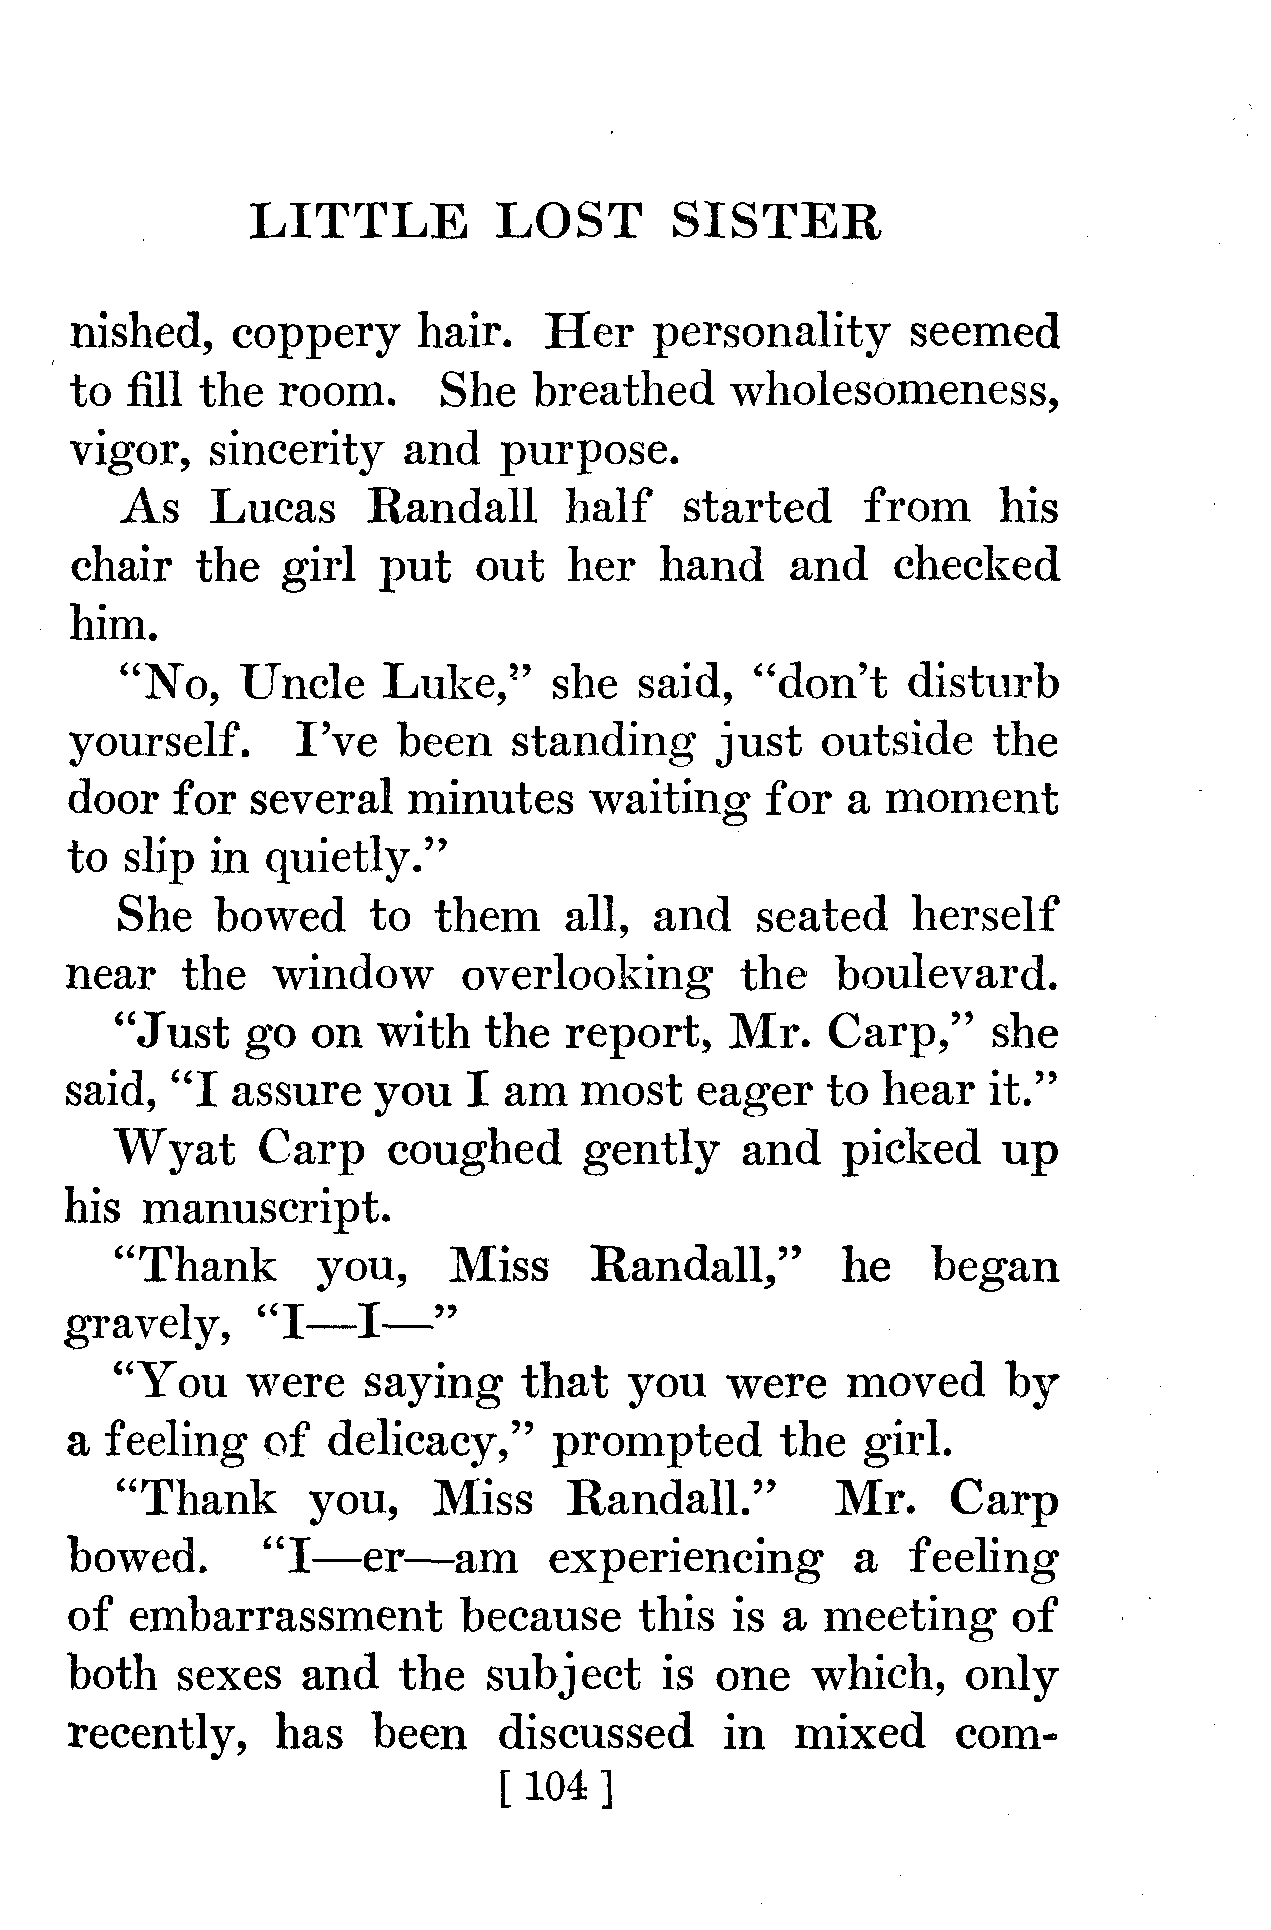 LITTLE LOST SISTER
nished, coppery hair. Her personality seemed
to fill the room. She breathed wholesomeness,
vigor, sincerity and purpose.
As Lucas Randall half started from his
chair the girl put out her hand and checked
him.
“No, Uncle Luke,” she said, “don’t disturb
yourself. I’ve been standing just outside the
door for several minutes waiting for a moment
to slip in quietly.”
She bowed to them all, and seated herself
near the window overlooking the boulevard.
“Just go on with the report, Mr. Carp,” she
said, “I assure you I am most eager to hear it.”
Wyat Carp coughed gently and picked up
his manuscript.
“Thank you, Miss Randall,” he began
gravely, “I—I—”
“You were saying that you were moved by
a feeling of delicacy,” prompted the girl.
“Thank you, Miss Randall.” Mr. Carp
bowed. “I—er—am experiencing a feeling
of embarrassment because this is a meeting of
both sexes and the subject is one which, only
recently, has been discussed in mixed com-
[ 104 ]